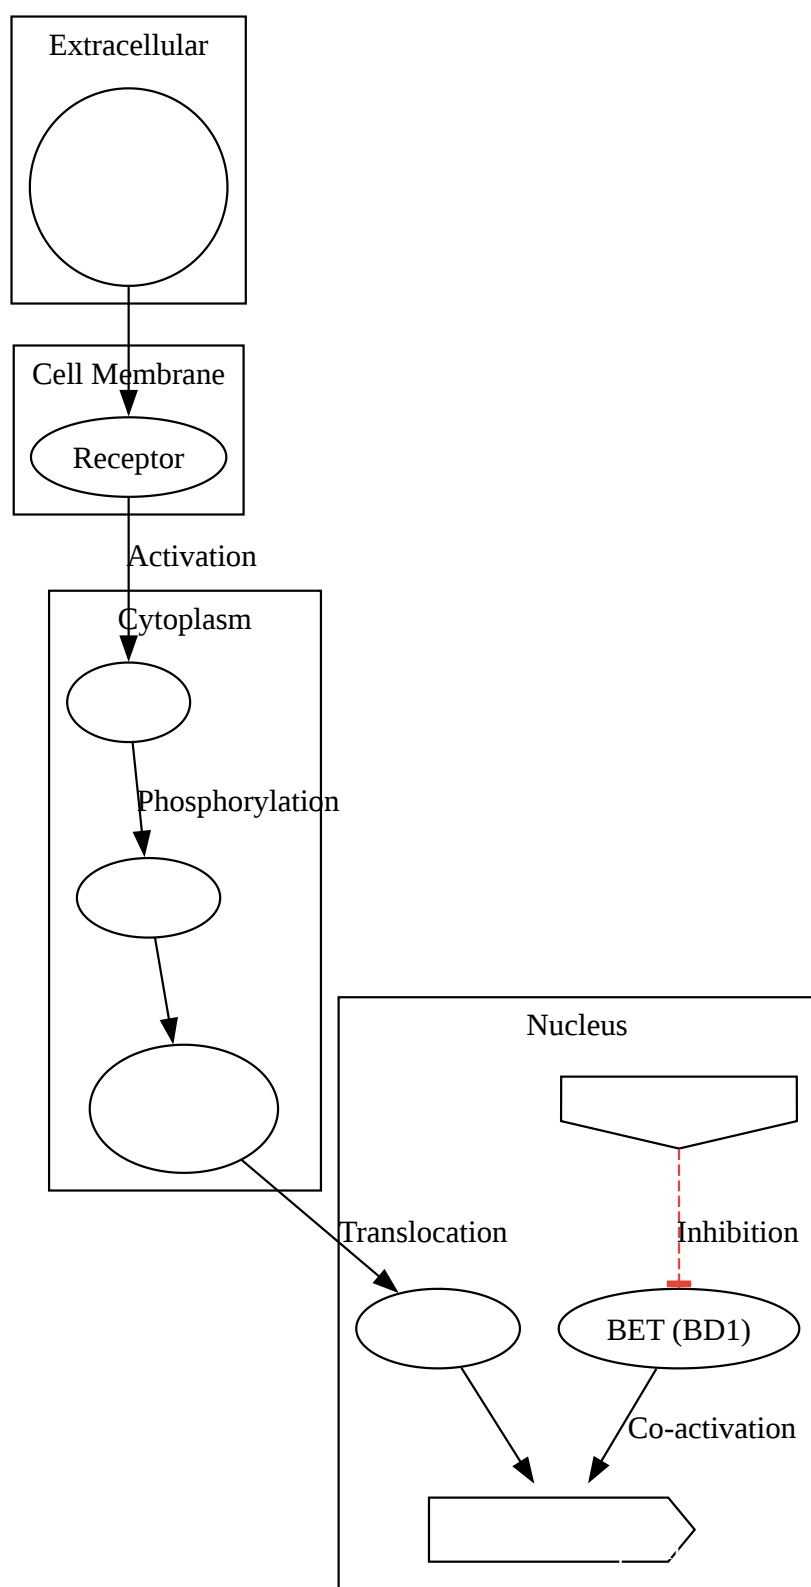 Extracellular
Cell Membrane
Receptor
Activation
Cytoplasm
Phosphorylation
Nucleus
Translocation
Inhibition
BET (BD1)
Co-activation